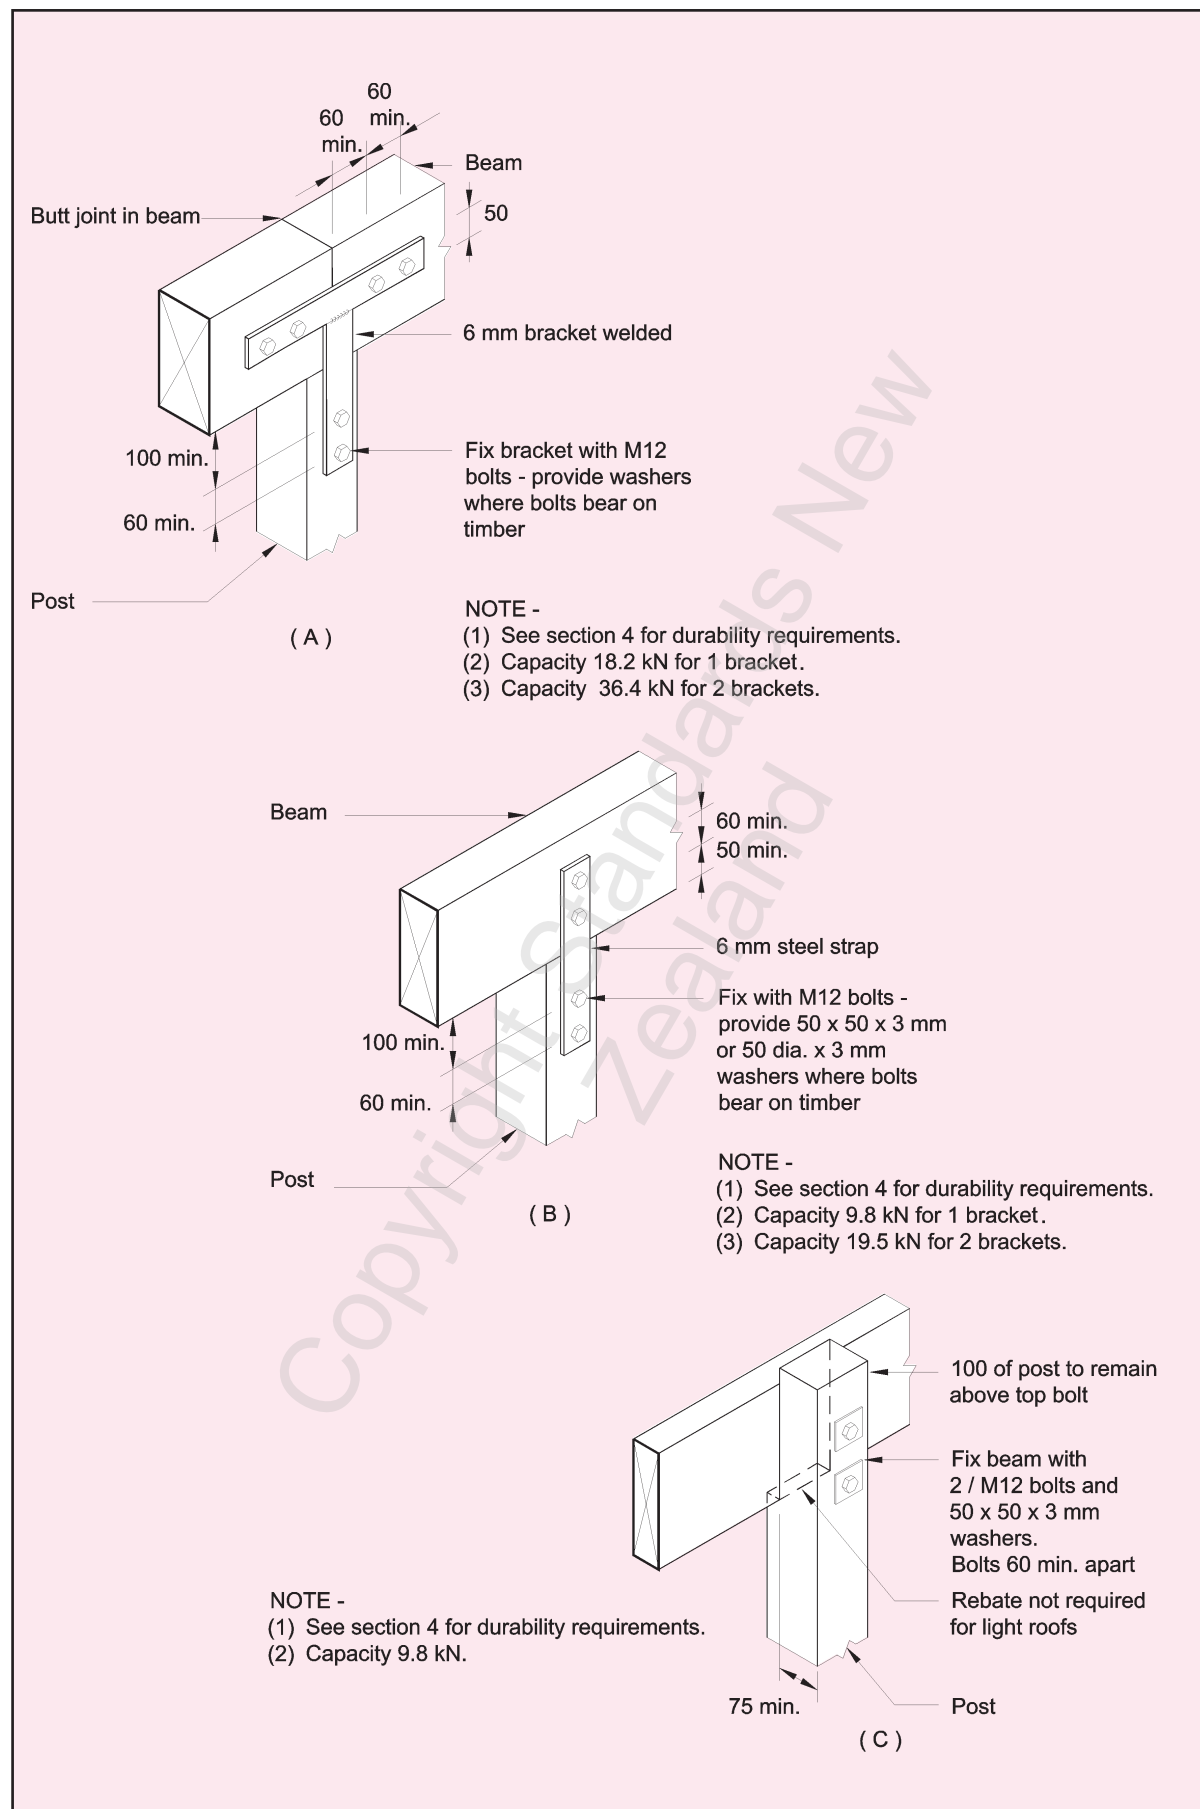 60
min.
60
min.
Beam
Butt joint in beam
50
6 mm bracket welded
100 min.
60 min.
Fix bracket with M12
bolts - provide washers
where bolts bear on
timber
Post
( A )
NOTE -
(1) See section 4 for durability requirements.
(2) Capacity 18.2 kN for 1 bracket.
(3) Capacity 36.4 kN for 2 brackets.
Beam
60 min.
50 min.
6 mm steel strap
Fix with M12 bolts -
provide 50 x 50 x 3 mm
or 50 dia. x 3 mm
washers where bolts
bear on timber
100 min.
60 min.
Post
( B )
NOTE -
(1) See section 4 for durability requirements.
(2) Capacity 9.8 kN for 1 bracket.
(3) Capacity 19.5 kN for 2 brackets.
100 of post to remain
above top bolt
Fix beam with
2 / M12 bolts and
50 x 50 x 3 mm
washers.
Bolts 60 min. apart
Rebate not required
for light roofs
NOTE -
(1) See section 4 for durability requirements.
(2) Capacity 9.8 kN.
75 min.
Post
( C )
Copyright Standards New
Zealand